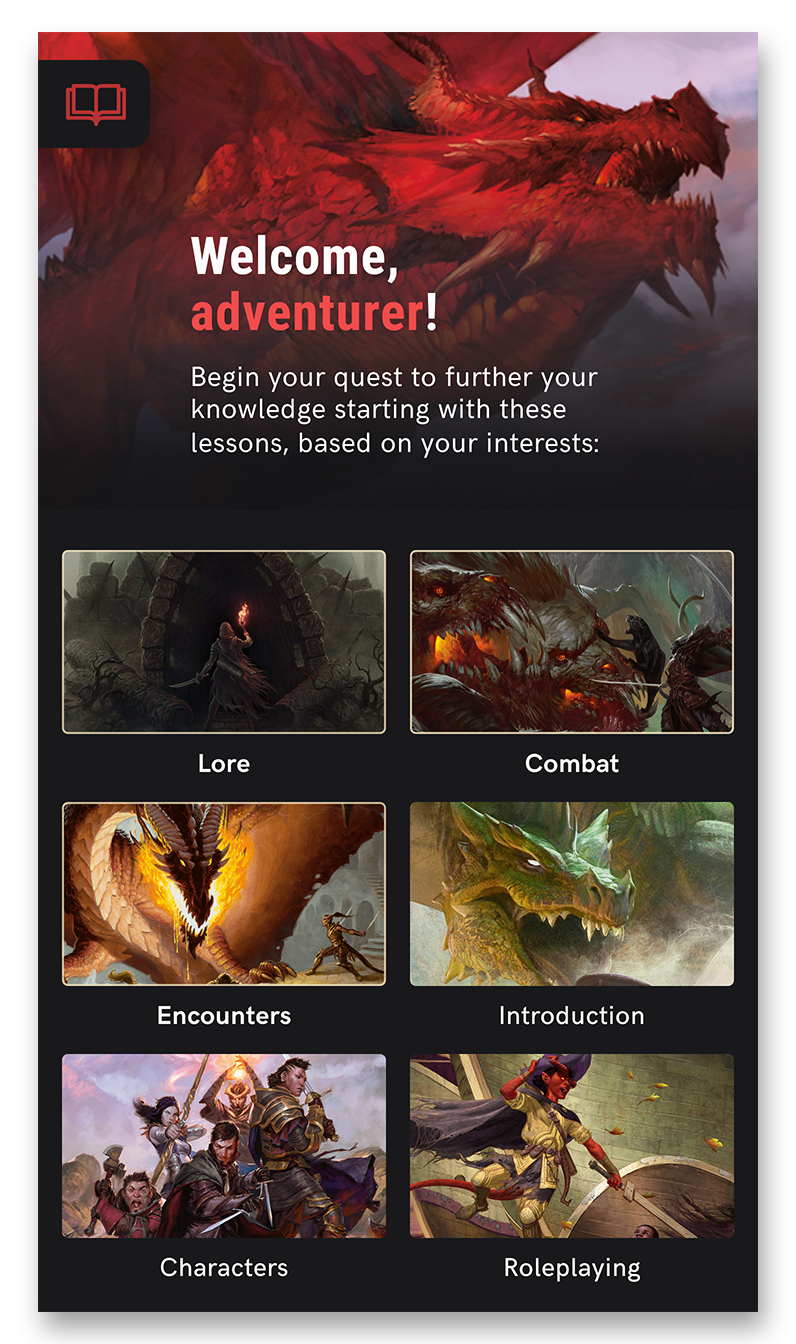 Welcome,
adventurer!
Begin your quest to further your
knowledge starting with these
lessons, based on your interests:
Lore
Combat
Encounters
Introduction
Characters
Roleplaying